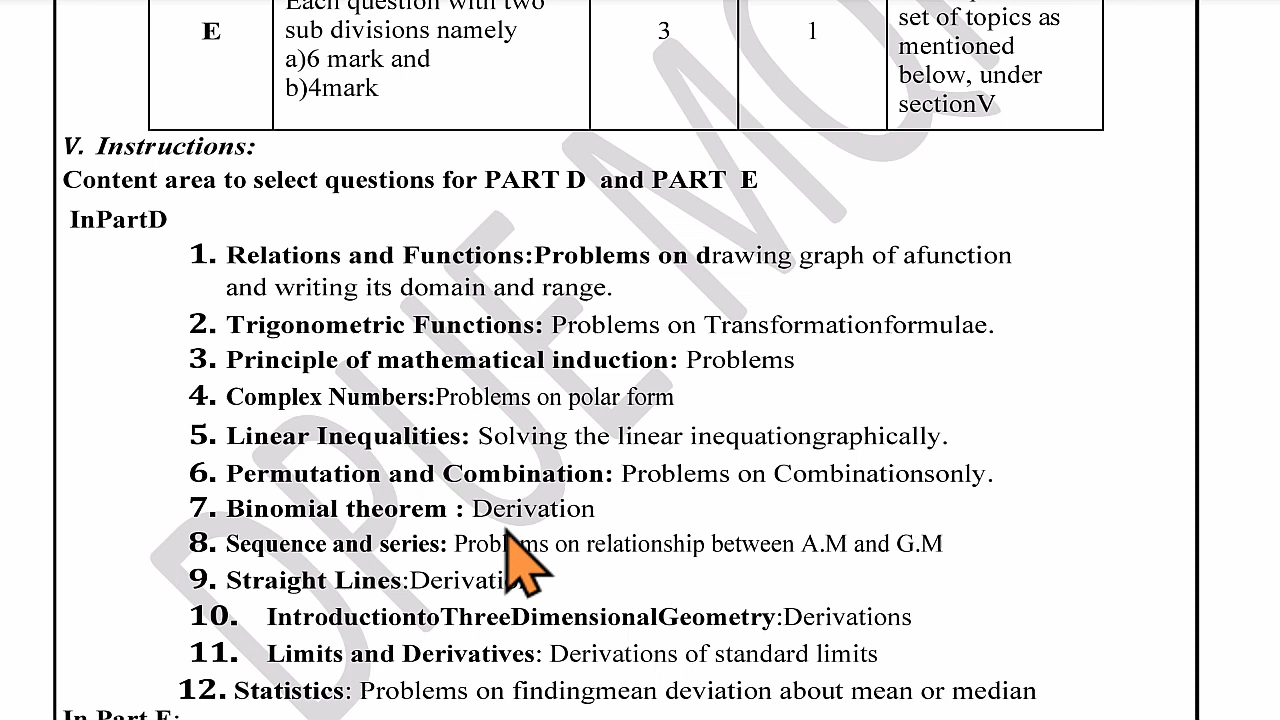 Each question with two
sub divisions namely
a)6 mark and
b)4mark
E
3
1
set of topics as
mentioned
below, under
sectionV
V. Instructions:
Content area to select questions for PART D and PART E
InPartD
1. Relations and Functions:Problems on drawing graph of afunction
and writing its domain and range.
2. Trigonometric Functions: Problems on Transformationformulae.
3. Principle of mathematical induction: Problems
4. Complex Numbers:Problems on polar form
5. Linear Inequalities: Solving the linear inequationgraphically.
6. Permutation and Combination: Problems on Combinationsonly.
7. Binomial theorem : Derivation
8. Sequence and series: Problems on relationship between A.M and G.M
9. Straight Lines:Derivation
10. IntroductiontoThreeDimensionalGeometry:Derivations
11. Limits and Derivatives: Derivations of standard limits
12. Statistics: Problems on findingmean deviation about mean or median
In Part E:
DPUE